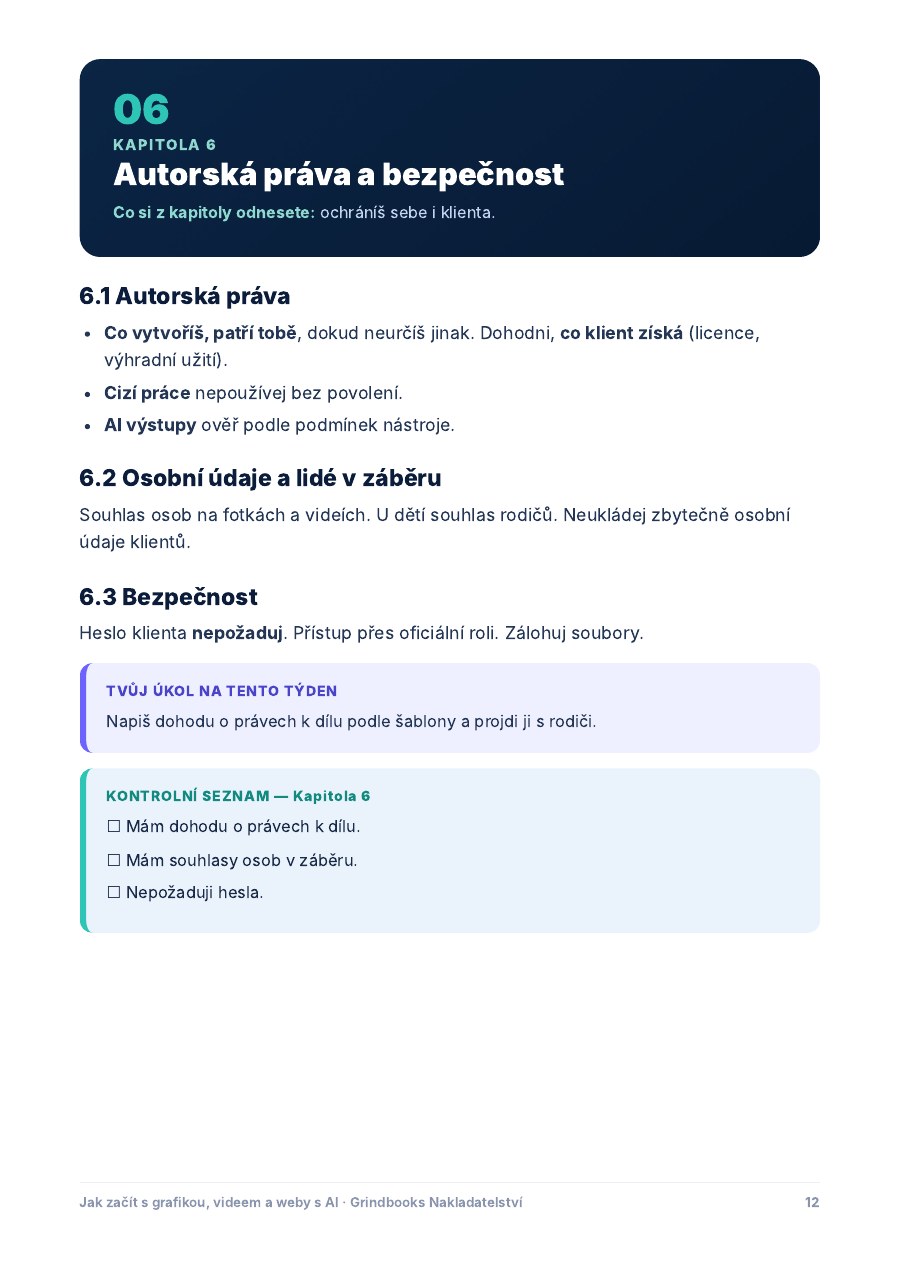 06
KAPITOLA 6
Autorská práva a bezpečnost
Co si z kapitoly odnesete: ochráníš sebe i klienta.
6.1 Autorská práva
• Co vytvoříš, patří tobě, dokud neurčíš jinak. Dohodni, co klient získá (licence,
výhradní užití).
• Cizí práce nepoužívej bez povolení.
• AI výstupy ověř podle podmínek nástroje.
6.2 Osobní údaje a lidé v záběru
Souhlas osob na fotkách a videích. U dětí souhlas rodičů. Neukládej zbytečně osobní
údaje klientů.
6.3 Bezpečnost
Heslo klienta nepožaduj. Přístup přes oficiální roli. Zálohuj soubory.
TVŮJ ÚKOL NA TENTO TÝDEN
Napiš dohodu o právech k dílu podle šablony a projdi ji s rodiči.
KONTROLNÍ SEZNAM — Kapitola 6
☐ Mám dohodu o právech k dílu.
☐ Mám souhlasy osob v záběru.
☐ Nepožaduji hesla.
Jak začít s grafikou, videem a weby s AI · Grindbooks Nakladatelství 12